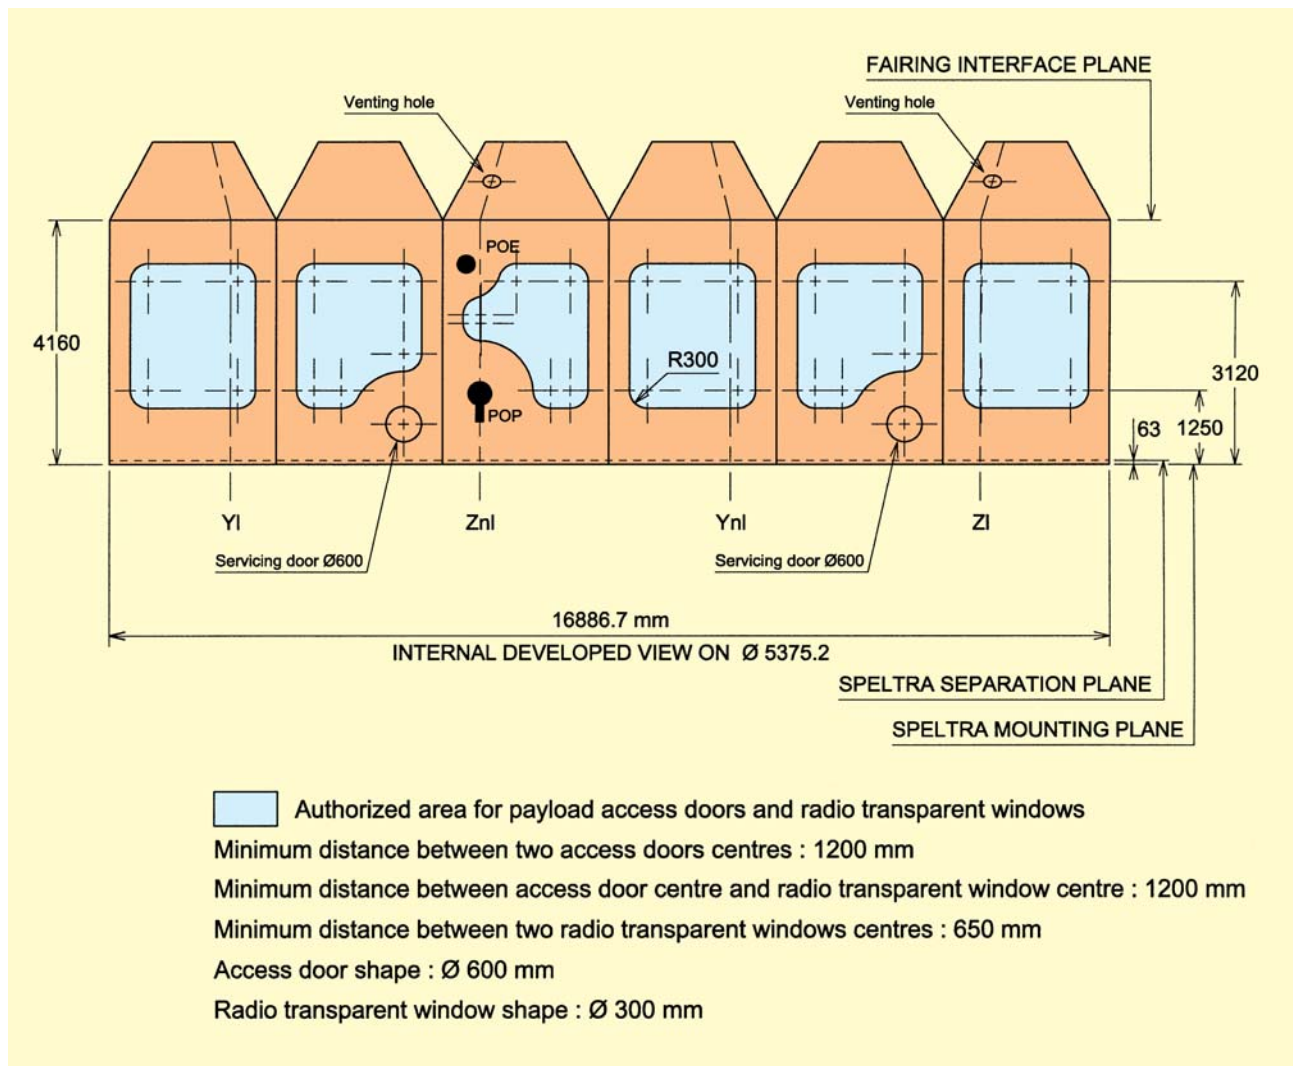 FAIRING INTERFACE PLANE
Venting hole
Venting hole
POE
4160
R300
3120
POP
63
1250
Yl
Znl
Ynl
Zl
Servicing door Ø600
Servicing door Ø600
16886.7 mm
INTERNAL DEVELOPED VIEW ON Ø 5375.2
SPELTRA SEPARATION PLANE
SPELTRA MOUNTING PLANE
Authorized area for payload access doors and radio transparent windows
Minimum distance between two access doors centres : 1200 mm
Minimum distance between access door centre and radio transparent window centre : 1200 mm
Minimum distance between two radio transparent windows centres : 650 mm
Access door shape : Ø 600 mm
Radio transparent window shape : Ø 300 mm